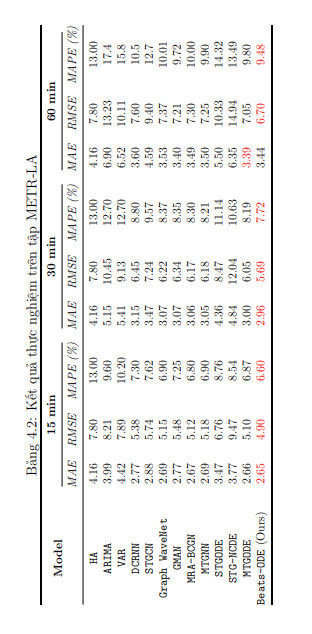 Bảng 4.2: Kết quả thực nghiệm trên tập METR-LA
Model 15 min 30 min 60 min
MAE RMSE MAPE (%) MAE RMSE MAPE (%) MAE RMSE MAPE (%)
HA 4.16 7.80 13.00 4.16 7.80 13.00 4.16 7.80 13.00
ARIMA 3.99 8.21 9.60 5.15 10.45 12.70 6.90 13.23 17.4
VAR 4.42 7.89 10.20 5.41 9.13 12.70 6.52 10.11 15.8
DCRNN 2.77 5.38 7.30 3.15 6.45 8.80 3.60 7.60 10.5
STGCN 2.88 5.74 7.62 3.47 7.24 9.57 4.59 9.40 12.7
Graph WaveNet 2.69 5.15 6.90 3.07 6.22 8.37 3.53 7.37 10.01
GMAN 2.77 5.48 7.25 3.07 6.34 8.35 3.40 7.21 9.72
MRA-BCGN 2.67 5.12 6.80 3.06 6.17 8.30 3.49 7.30 10.00
MTGNN 2.69 5.18 6.90 3.05 6.18 8.21 3.50 7.25 9.90
STGODE 3.47 6.76 8.76 4.36 8.47 11.14 5.50 10.33 14.32
STG-NCDE 3.77 9.47 8.54 4.84 12.04 10.63 6.35 14.94 13.49
MTGODE 2.66 5.10 6.87 3.00 6.05 8.19 3.39 7.05 9.80
Beats-ODE (Ours) 2.65 4.90 6.60 2.96 5.69 7.72 3.44 6.70 9.48